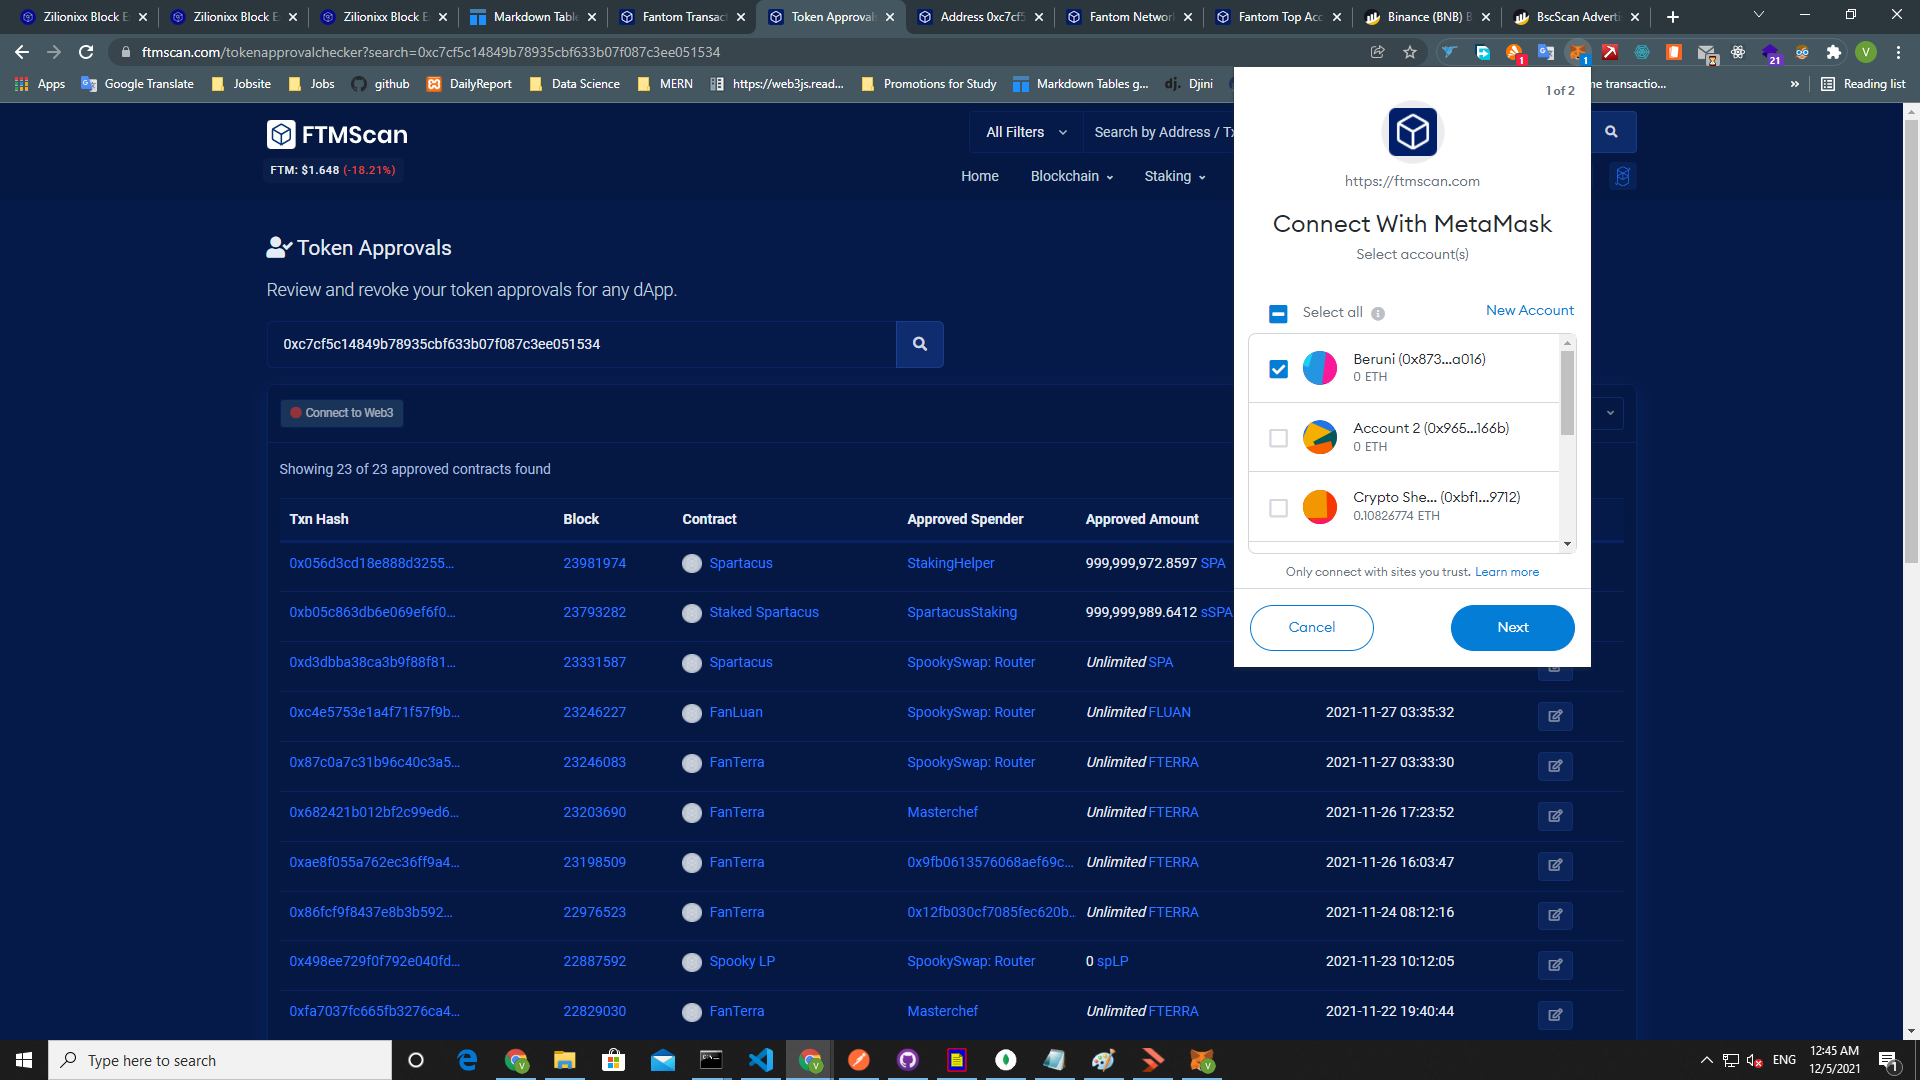 Zilionixx Block E
Zilionixx Block E
Zilionixx Block E
Markdown Table
Fantom Transact
Token Approvals
Address 0xc7cf5
Fantom Network
Fantom Top Acc
Binance (BNB) B
BscScan Adverti
ftmscan.com/tokenapprovalchecker?search=0xc7cf5c14849b78935cbf633b07f087c3ee051534
1
1
21
V
Apps
Google Translate
Jobsite
Jobs
github
DailyReport
Data Science
MERN
https://web3js.read...
Promotions for Study
Markdown Tables g...
Djini
ne transactio...
»
Reading list
FTMScan
FTM: $1.648 (-18.21%)
All Filters
Search by Address / Tx
Home
Blockchain
Staking
Token Approvals
Review and revoke your token approvals for any dApp.
0xc7cf5c14849b78935cbf633b07f087c3ee051534
Connect to Web3
Showing 23 of 23 approved contracts found
Txn Hash Block Contract Approved Spender Approved Amount
0x056d3cd18e888d3255... 23981974 Spartacus StakingHelper 999,999,972.8597 SPA
0xb05c863db6e069ef6f0... 23793282 Staked Spartacus SpartacusStaking 999,999,989.6412 sSPA
0xd3dbba38ca3b9f88f81... 23331587 Spartacus SpookySwap: Router Unlimited SPA
0xc4e5753e1a4f71f57f9b... 23246227 FanLuan SpookySwap: Router Unlimited FLUAN 2021-11-27 03:35:32
0x87c0a7c31b96c40c3a5... 23246083 FanTerra SpookySwap: Router Unlimited FTERRA 2021-11-27 03:33:30
0x682421b012bf2c99ed6... 23203690 FanTerra Masterchef Unlimited FTERRA 2021-11-26 17:23:52
0xae8f055a762ec36ff9a4... 23198509 FanTerra 0x9fb0613576068aef69c... Unlimited FTERRA 2021-11-26 16:03:47
0x86fcf9f8437e8b3b592... 22976523 FanTerra 0x12fb030cf7085fec620b... Unlimited FTERRA 2021-11-24 08:12:16
0x498ee729f0f792e040fd... 22887592 Spooky LP SpookySwap: Router 0 spLP 2021-11-23 10:12:05
0xfa7037fc665fb3276ca4... 22829030 FanTerra Masterchef Unlimited FTERRA 2021-11-22 19:40:44
1 of 2
https://ftmscan.com
Connect With MetaMask
Select account(s)
Select all
New Account
Beruni (0x873...a016)
0 ETH
Account 2 (0x965...166b)
0 ETH
Crypto She... (0xbf1...9712)
0.10826774 ETH
Only connect with sites you trust. Learn more
Cancel
Next
Type here to search
ENG
12:45 AM
12/5/2021
1